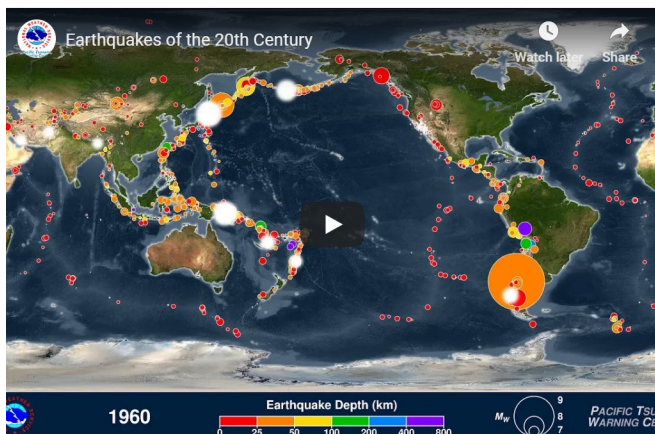 Earthquakes of the 20th Century
Watch later
Share
1960
Earthquake Depth (km)
0 25 50 100 200 400 800
Mw
9
8
7
PACIFIC TSU
WARNING CE